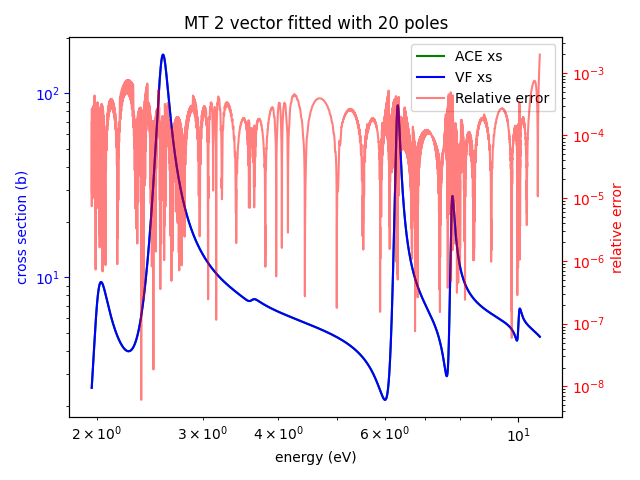 MT 2 vector fitted with 20 poles
ACE xs
VF xs
Relative error
10²
10¹
cross section (b)
10⁻³
10⁻⁴
10⁻⁵
10⁻⁶
10⁻⁷
10⁻⁸
relative error
2 × 10⁰
3 × 10⁰
4 × 10⁰
6 × 10⁰
10¹
energy (eV)